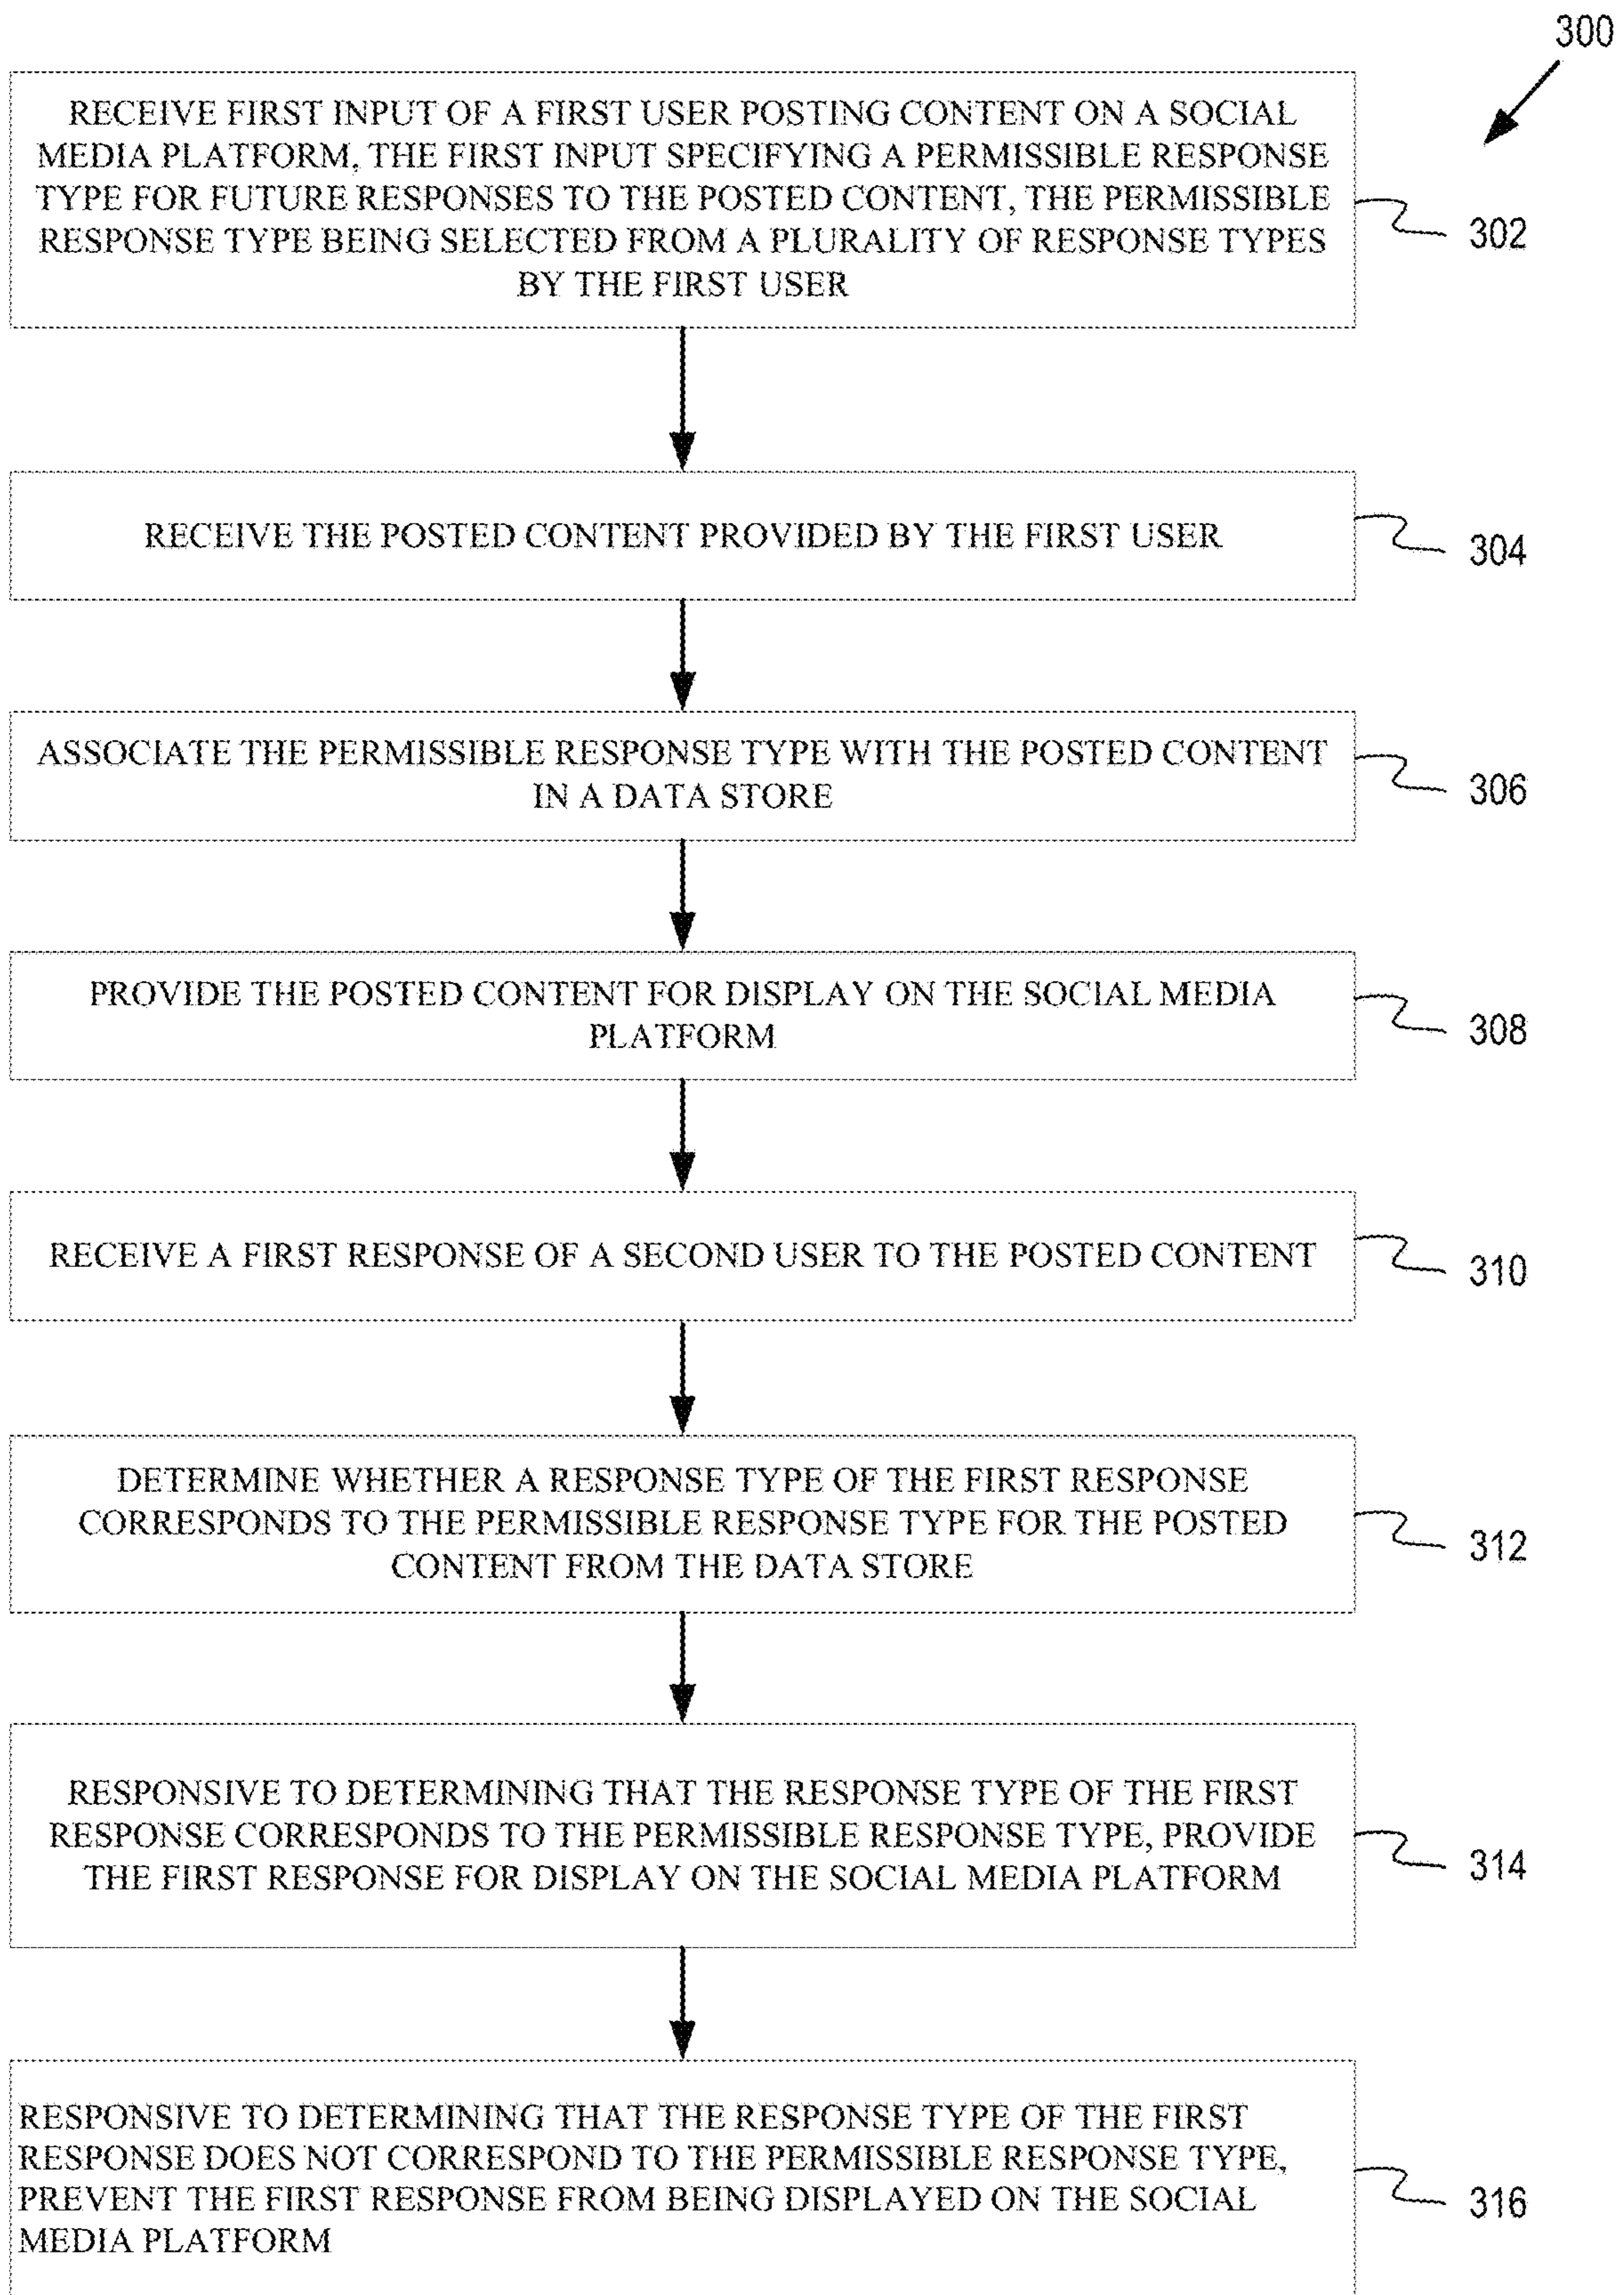 300
RECEIVE FIRST INPUT OF A FIRST USER POSTING CONTENT ON A SOCIAL
MEDIA PLATFORM, THE FIRST INPUT SPECIFYING A PERMISSIBLE RESPONSE
TYPE FOR FUTURE RESPONSES TO THE POSTED CONTENT, THE PERMISSIBLE
RESPONSE TYPE BEING SELECTED FROM A PLURALITY OF RESPONSE TYPES
BY THE FIRST USER
302
RECEIVE THE POSTED CONTENT PROVIDED BY THE FIRST USER
304
ASSOCIATE THE PERMISSIBLE RESPONSE TYPE WITH THE POSTED CONTENT
IN A DATA STORE
306
PROVIDE THE POSTED CONTENT FOR DISPLAY ON THE SOCIAL MEDIA
PLATFORM
308
RECEIVE A FIRST RESPONSE OF A SECOND USER TO THE POSTED CONTENT
310
DETERMINE WHETHER A RESPONSE TYPE OF THE FIRST RESPONSE
CORRESPONDS TO THE PERMISSIBLE RESPONSE TYPE FOR THE POSTED
CONTENT FROM THE DATA STORE
312
RESPONSIVE TO DETERMINING THAT THE RESPONSE TYPE OF THE FIRST
RESPONSE CORRESPONDS TO THE PERMISSIBLE RESPONSE TYPE, PROVIDE
THE FIRST RESPONSE FOR DISPLAY ON THE SOCIAL MEDIA PLATFORM
314
RESPONSIVE TO DETERMINING THAT THE RESPONSE TYPE OF THE FIRST
RESPONSE DOES NOT CORRESPOND TO THE PERMISSIBLE RESPONSE TYPE,
PREVENT THE FIRST RESPONSE FROM BEING DISPLAYED ON THE SOCIAL
MEDIA PLATFORM
316